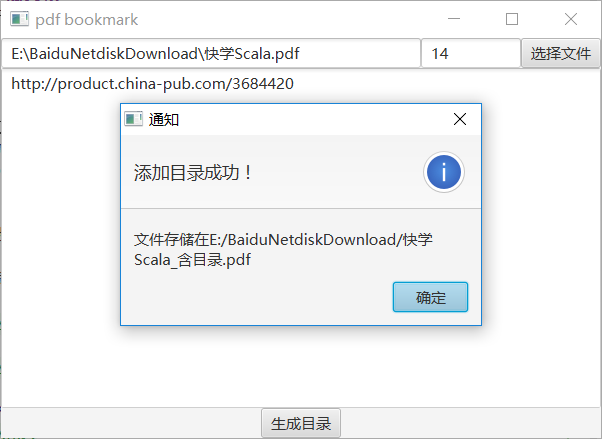 pdf bookmark
E:\BaiduNetdiskDownload\快学Scala.pdf
14
选择文件
http://product.china-pub.com/3684420
通知
添加目录成功！
文件存储在E:/BaiduNetdiskDownload/快学
Scala_含目录.pdf
确定
生成目录